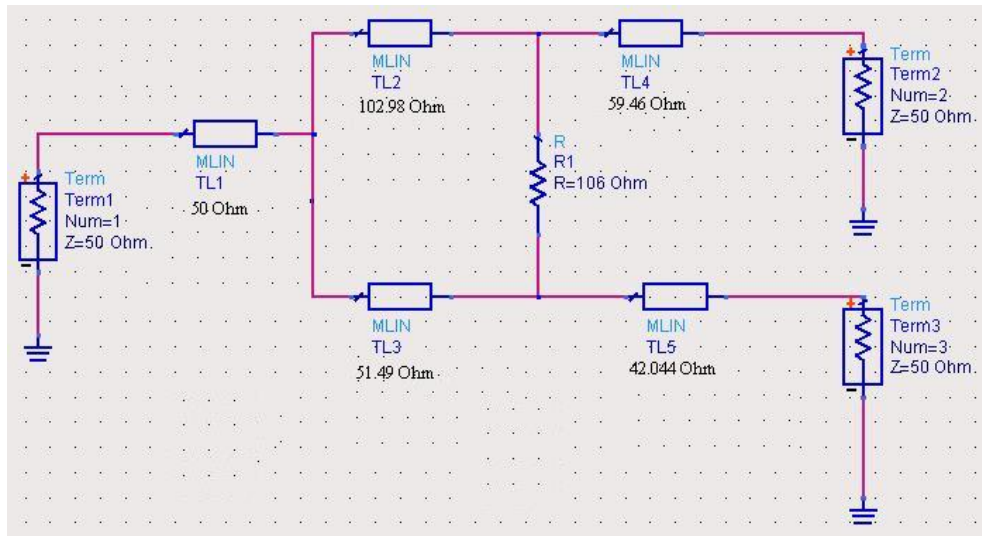 MLIN
TL2
102.98 Ohm
MLIN
TL4
59.46 Ohm
Term
Term2
Num=2
Z=50 Ohm
MLIN
TL1
50 Ohm
R
R1
R=106 Ohm
Term
Term1
Num=1
Z=50 Ohm
MLIN
TL3
51.49 Ohm
MLIN
TL5
42.044 Ohm
Term
Term3
Num=3
Z=50 Ohm